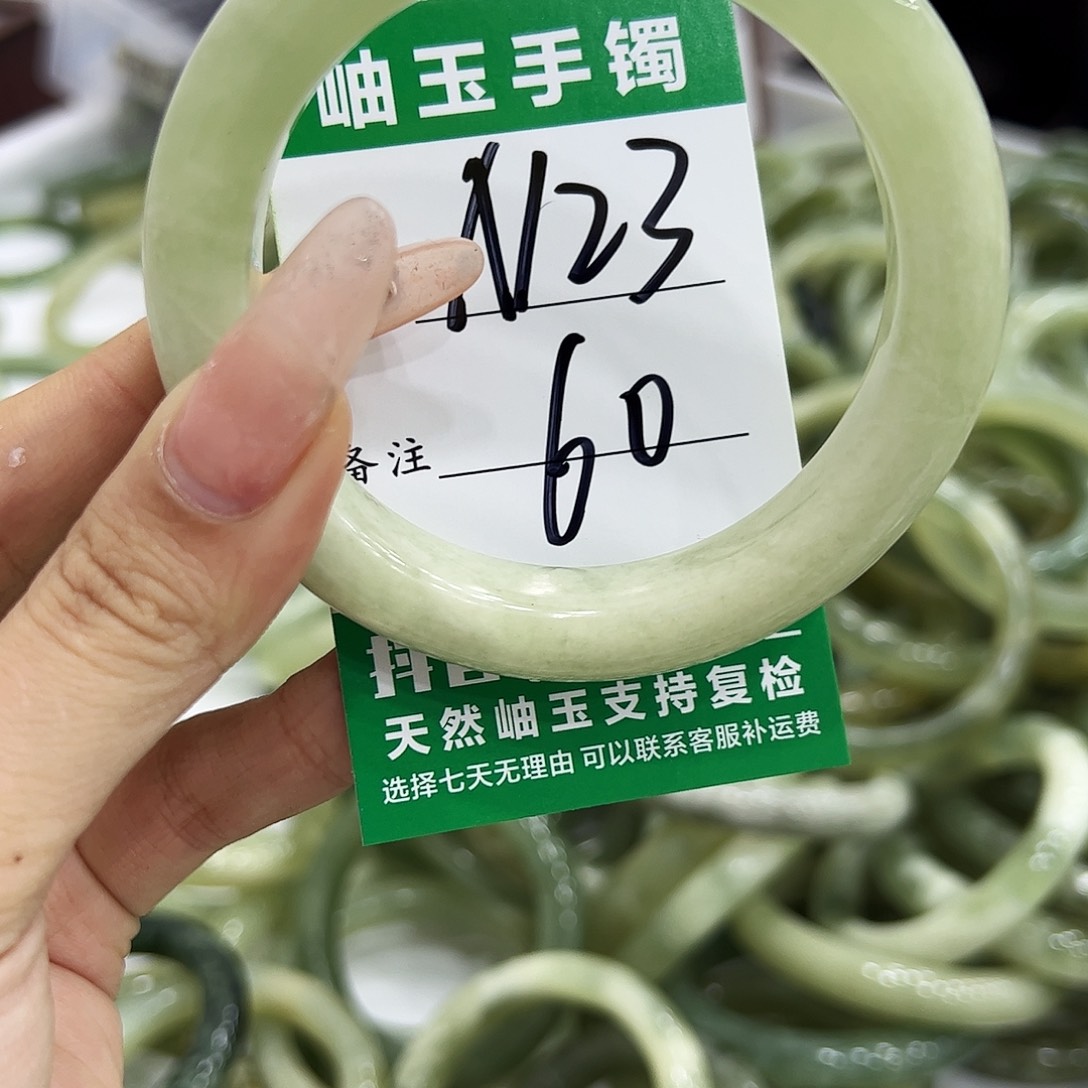 岫玉手镯
N23
备注 60
天然岫玉支持复检
选择七天无理由 可以联系客服补运费